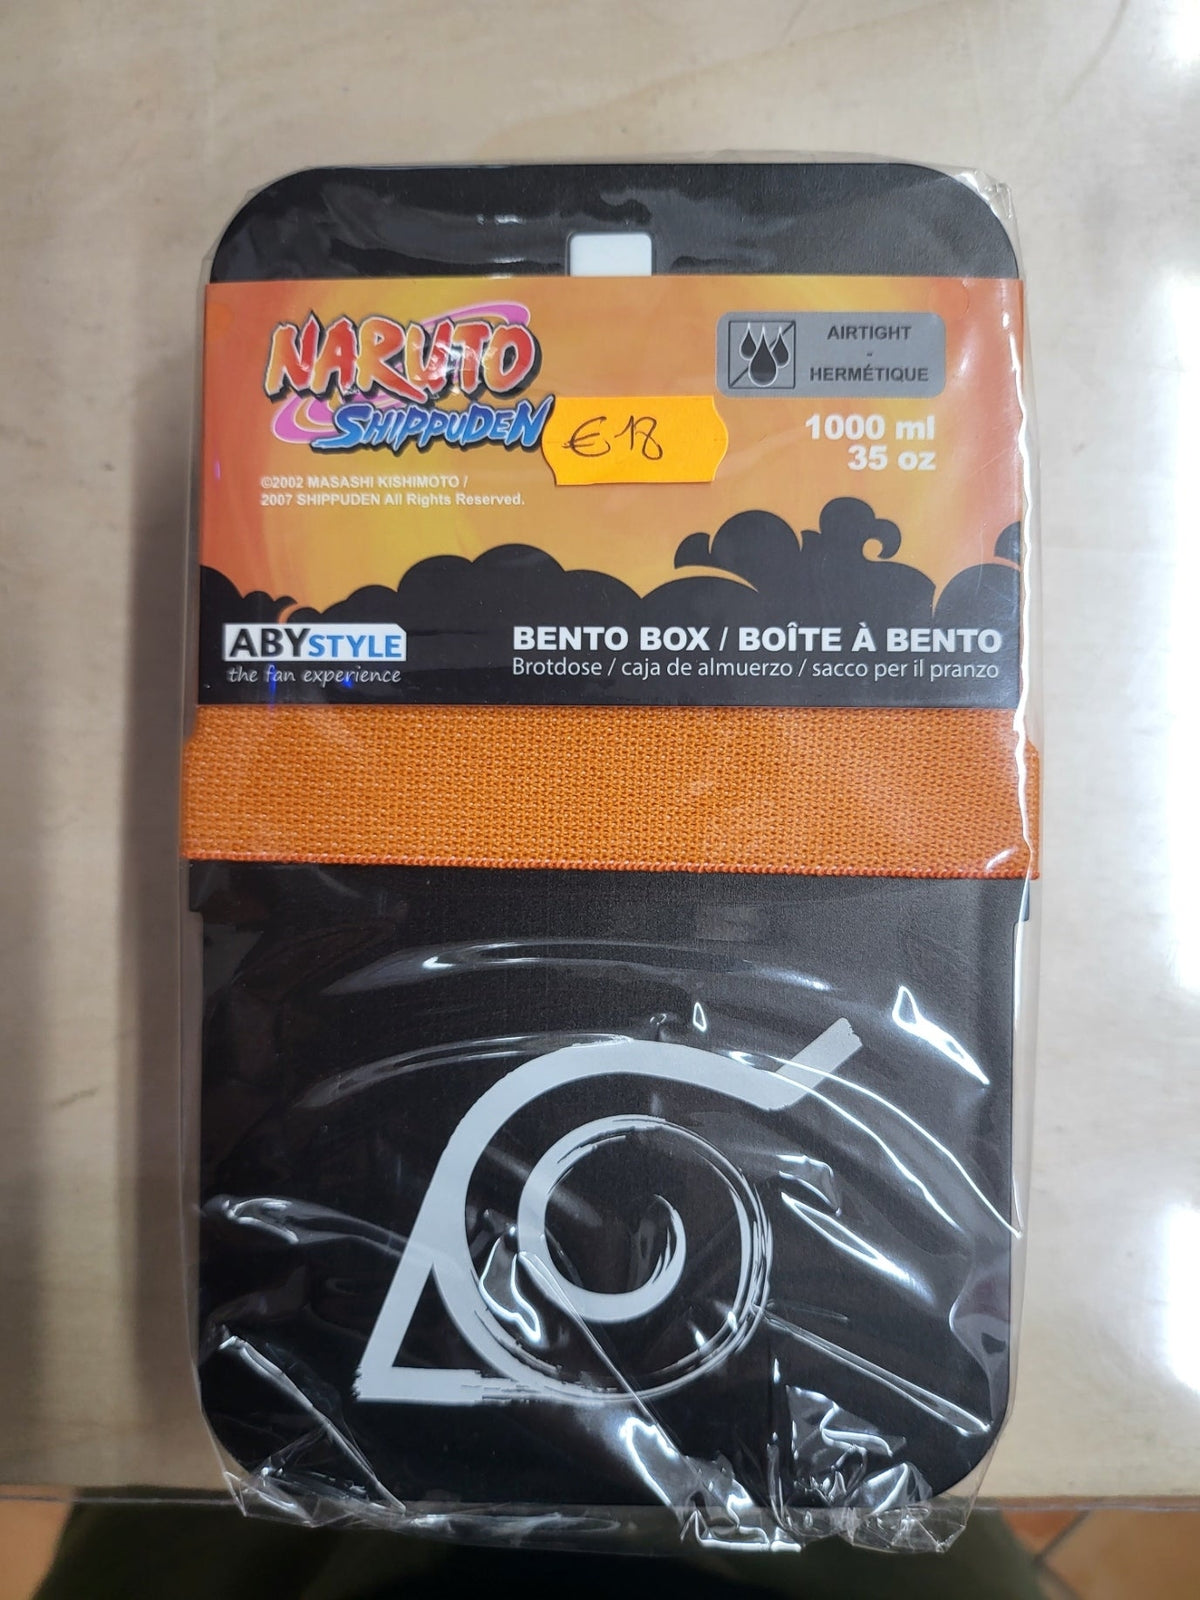 NARUTO
SHIPPUDEN
©2002 MASASHI KISHIMOTO /
2007 SHIPPUDEN All Rights Reserved.
€18
AIRTIGHT
-
HERMÉTIQUE
1000 ml
35 oz
ABYSTYLE
the fan experience
BENTO BOX / BOÎTE À BENTO
Brotdose / caja de almuerzo / sacco per il pranzo